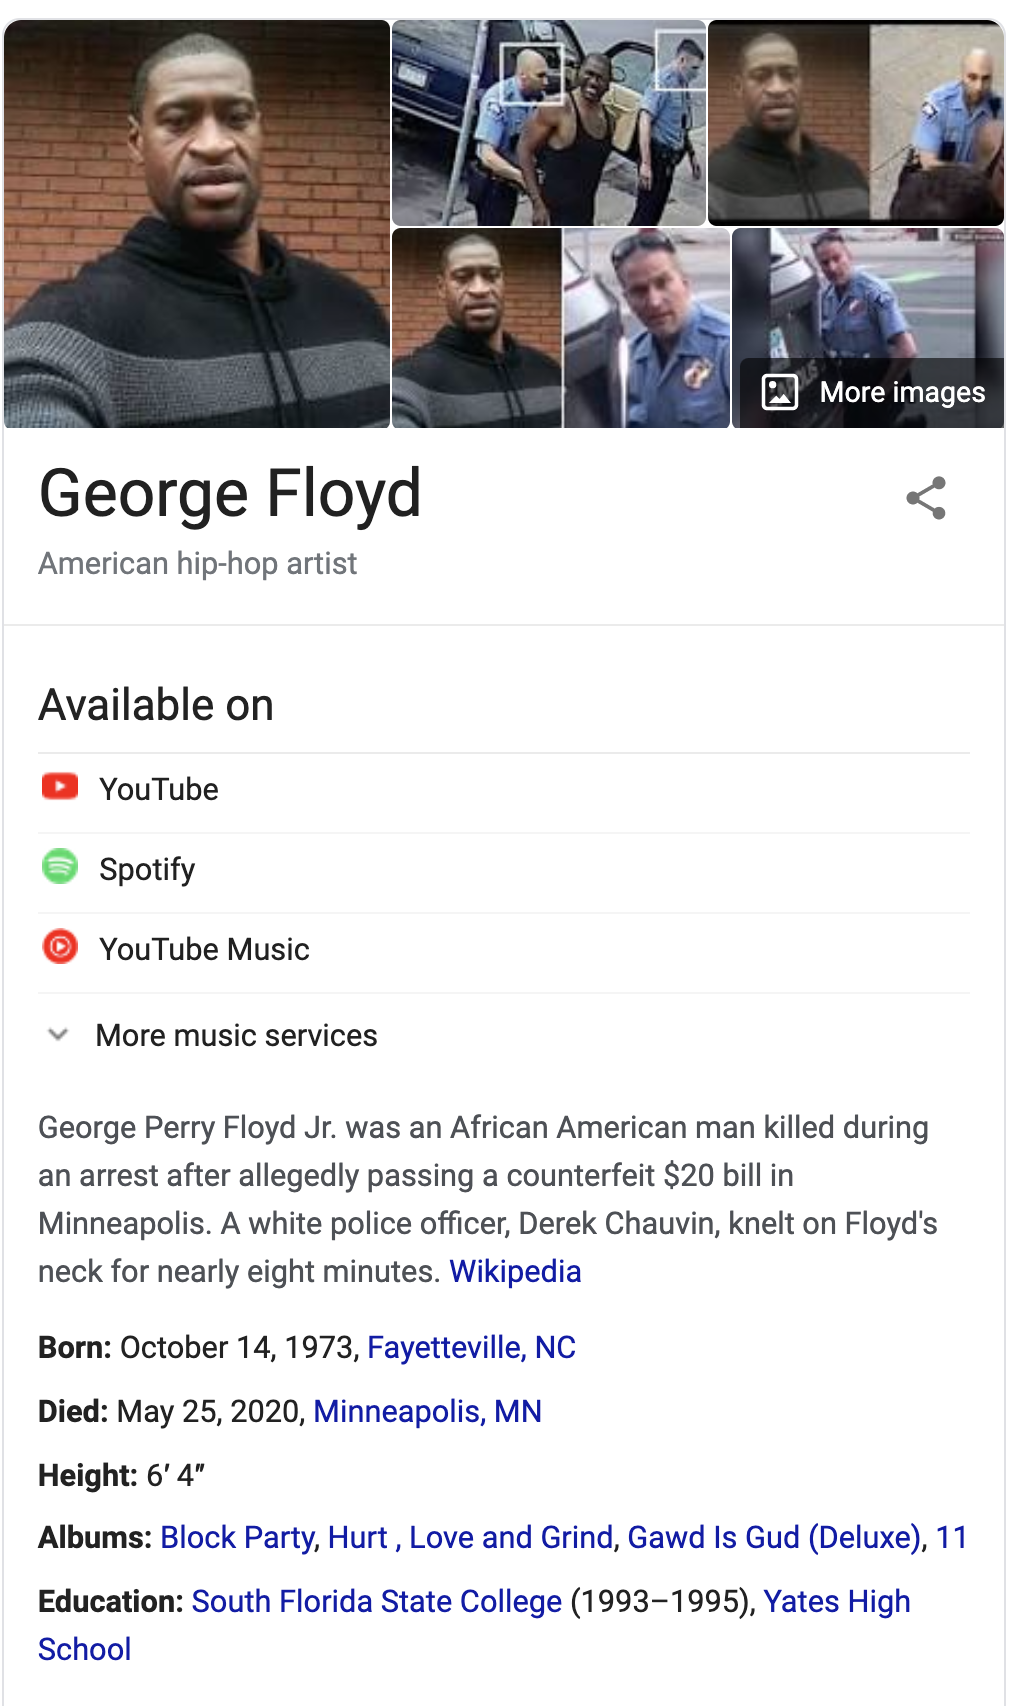 More images
George Floyd
American hip-hop artist
Available on
YouTube
Spotify
YouTube Music
More music services
George Perry Floyd Jr. was an African American man killed during
an arrest after allegedly passing a counterfeit $20 bill in
Minneapolis. A white police officer, Derek Chauvin, knelt on Floyd's
neck for nearly eight minutes. Wikipedia
Born: October 14, 1973, Fayetteville, NC
Died: May 25, 2020, Minneapolis, MN
Height: 6′ 4″
Albums: Block Party, Hurt , Love and Grind, Gawd Is Gud (Deluxe), 11
Education: South Florida State College (1993–1995), Yates High
School